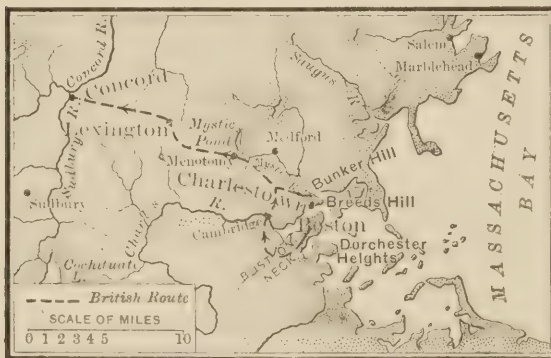 Salem
Marblehead
MASSACHUSETTS
BAY
Saugus R.
Concord R.
Concord
Lexington
Mystic
Pond
Medford
Menotomy
Mystic R.
Bunker Hill
Charlestown
Breeds Hill
Sudbury R.
Sudbury
Charles
R.
Cambridge
Boston
BOSTON
NECK
Dorchester
Heights
Cochituate
L.
British Route
SCALE OF MILES
0 1 2 3 4 5 10